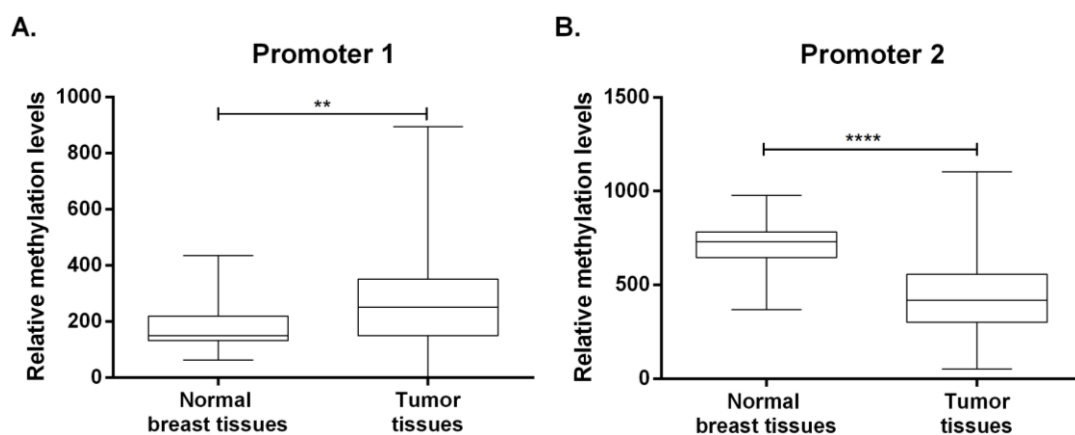 A.
Promoter 1
Relative methylation levels
1000
800
600
400
200
0
**
Normal
breast tissues
Tumor
tissues
B.
Promoter 2
Relative methylation levels
1500
1000
500
0
****
Normal
breast tissues
Tumor
tissues